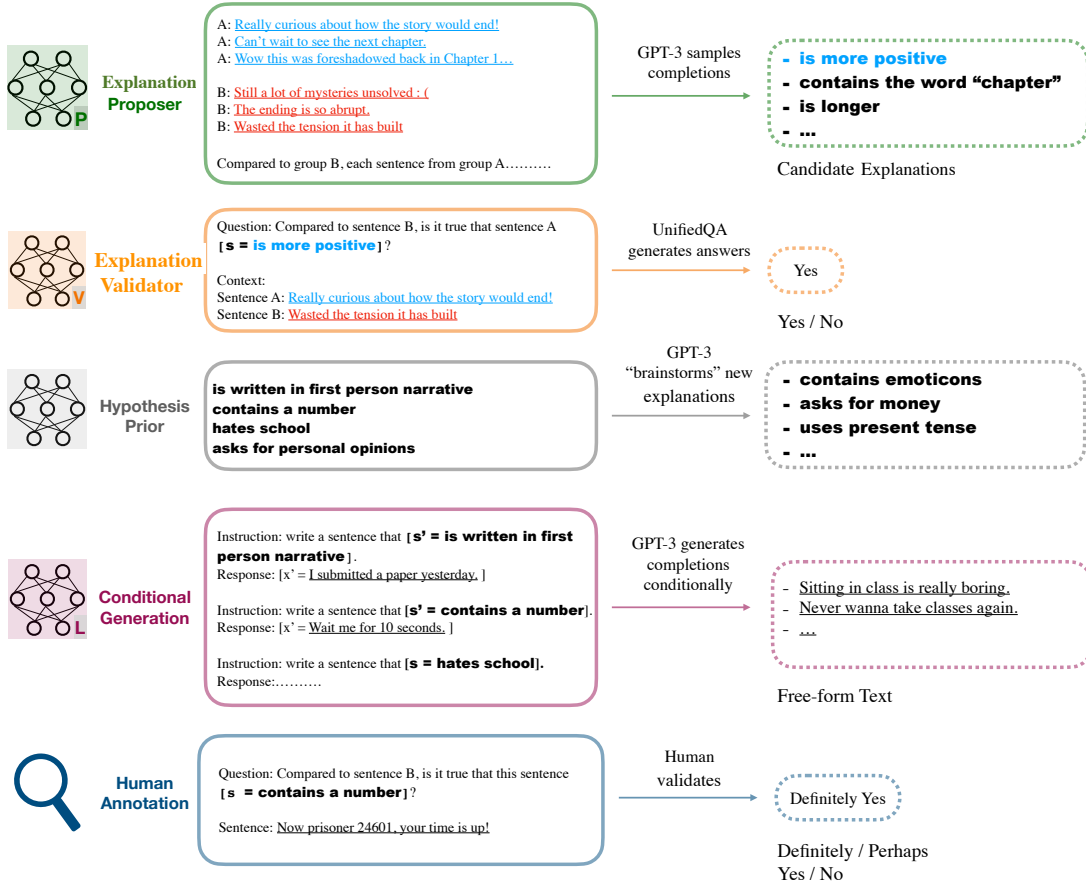 A: Really curious about how the story would end!
A: Can't wait to see the next chapter.
A: Wow this was foreshadowed back in Chapter 1…
B: Still a lot of mysteries unsolved : (
B: The ending is so abrupt.
B: Wasted the tension it has built
Compared to group B, each sentence from group A………
Explanation
Proposer
P
GPT-3 samples
completions
- is more positive
- contains the word “chapter”
- is longer
- ...
Candidate Explanations
Explanation
Validator
V
Question: Compared to sentence B, is it true that sentence A
[s = is more positive]?
Context:
Sentence A: Really curious about how the story would end!
Sentence B: Wasted the tension it has built
UnifiedQA
generates answers
Yes
Yes / No
Hypothesis
Prior
is written in first person narrative
contains a number
hates school
asks for personal opinions
GPT-3
“brainstorms” new
explanations
- contains emoticons
- asks for money
- uses present tense
- ...
Conditional
Generation
L
Instruction: write a sentence that [s’ = is written in first
person narrative].
Response: [x’ = I submitted a paper yesterday. ]
Instruction: write a sentence that [s’ = contains a number].
Response: [x’ = Wait me for 10 seconds. ]
Instruction: write a sentence that [s = hates school].
Response:………
GPT-3 generates
completions
conditionally
- Sitting in class is really boring.
- Never wanna take classes again.
- …
Free-form Text
Human
Annotation
Question: Compared to sentence B, is it true that this sentence
[s = contains a number]?
Sentence: Now prisoner 24601, your time is up!
Human
validates
Definitely Yes
Definitely / Perhaps
Yes / No